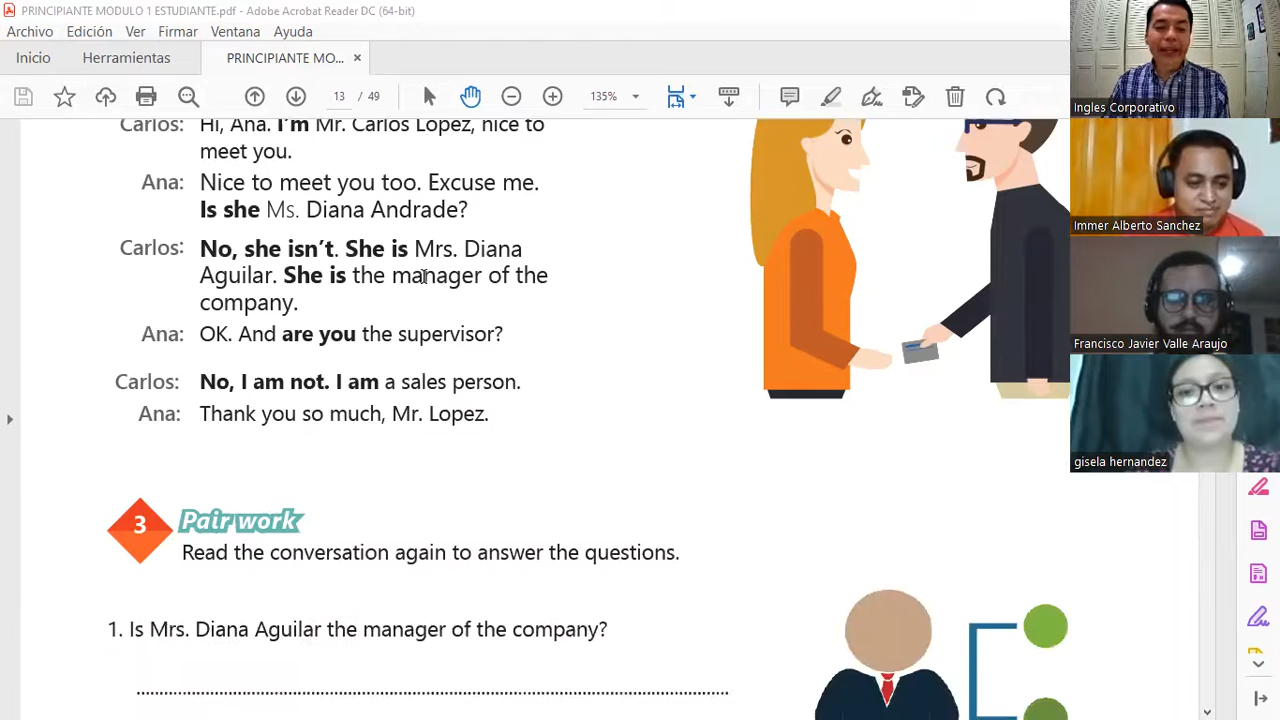 PRINCIPIANTE MODULO 1 ESTUDIANTE.pdf - Adobe Acrobat Reader DC (64-bit)
Archivo Edición Ver Firmar Ventana Ayuda
Inicio Herramientas PRINCIPIANTE MO... ×
13 / 49 135%
Carlos: Hi, Ana. I'm Mr. Carlos Lopez, nice to
meet you.
Ana: Nice to meet you too. Excuse me.
Is she Ms. Diana Andrade?
Carlos: No, she isn't. She is Mrs. Diana
Aguilar. She is the manager of the
company.
Ana: OK. And are you the supervisor?
Carlos: No, I am not. I am a sales person.
Ana: Thank you so much, Mr. Lopez.
3 Pair work
Read the conversation again to answer the questions.
1. Is Mrs. Diana Aguilar the manager of the company?
Ingles Corporativo
Immer Alberto Sanchez
Francisco Javier Valle Araujo
gisela hernandez